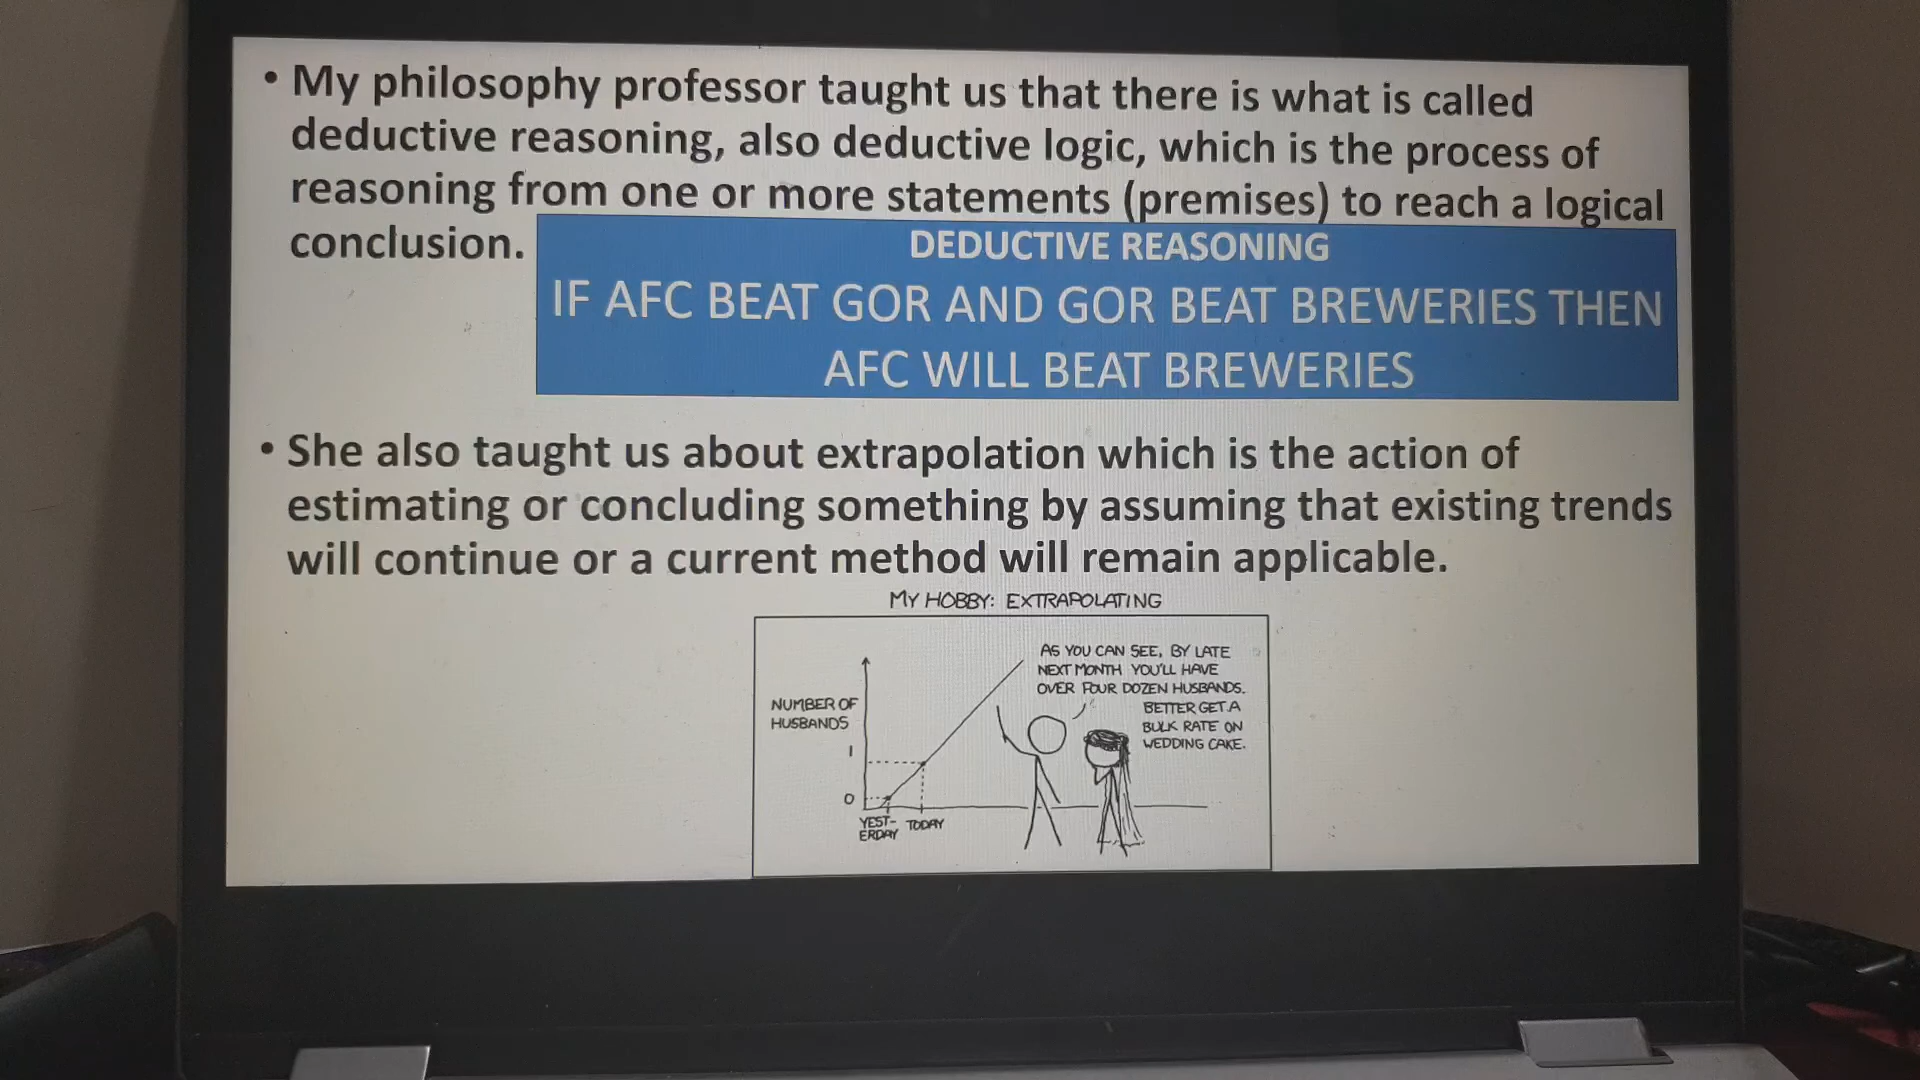 • My philosophy professor taught us that there is what is called
deductive reasoning, also deductive logic, which is the process of
reasoning from one or more statements (premises) to reach a logical
conclusion.
DEDUCTIVE REASONING
IF AFC BEAT GOR AND GOR BEAT BREWERIES THEN
AFC WILL BEAT BREWERIES
• She also taught us about extrapolation which is the action of
estimating or concluding something by assuming that existing trends
will continue or a current method will remain applicable.
MY HOBBY: EXTRAPOLATING
AS YOU CAN SEE, BY LATE
NEXT MONTH YOU'LL HAVE
OVER FOUR DOZEN HUSBANDS.
BETTER GET A
BULK RATE ON
WEDDING CAKE.
NUMBER OF
HUSBANDS
1
0
YEST-
ERDAY
TODAY